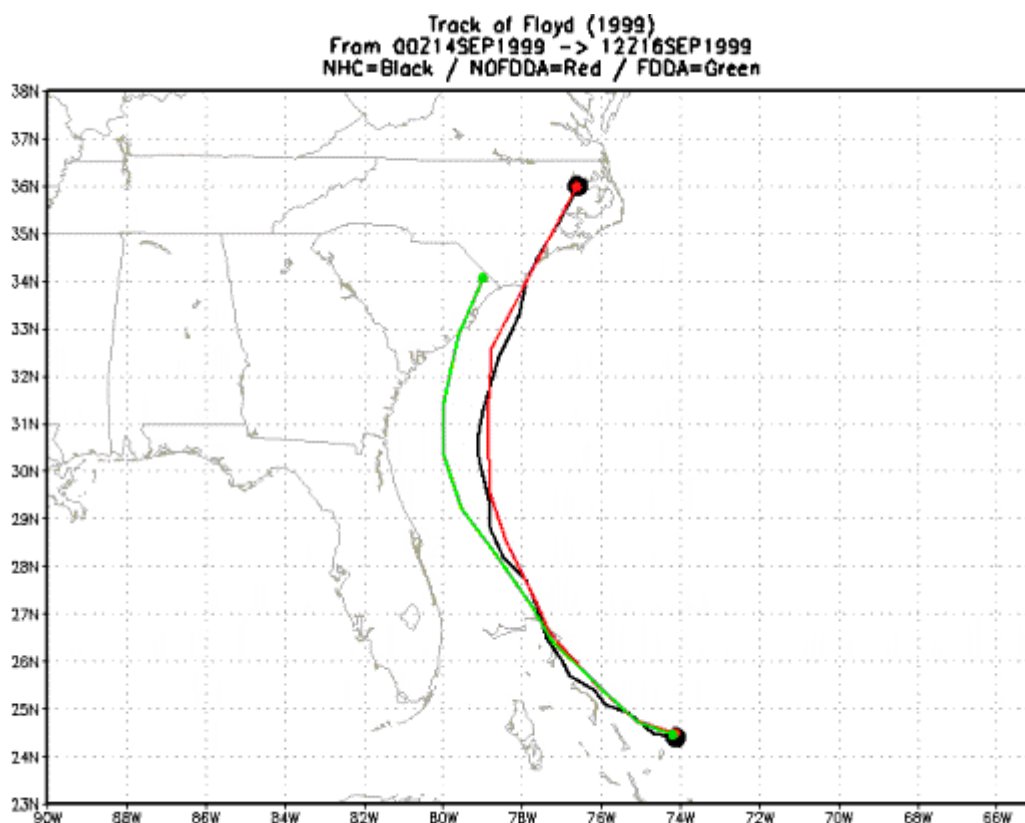 Track of Floyd (1999)
From 00Z14SEP1999 -> 12Z16SEP1999
NHC=Black / NOFDDA=Red / FDDA=Green
38N
37N
36N
35N
34N
33N
32N
31N
30N
29N
28N
27N
26N
25N
24N
23N
90W 88W 86W 84W 82W 80W 78W 76W 74W 72W 70W 68W 66W